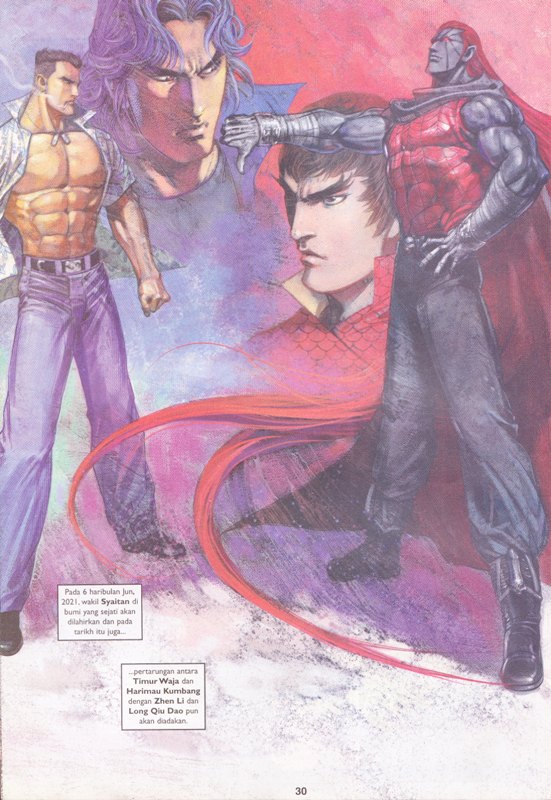 Pada 6 haribulan Jun,
2021, wakil Syaitan di
bumi yang sejati akan
dilahirkan dan pada
tarikh itu juga...
...pertarungan antara
Timur Waja dan
Harimau Kumbang
dengan Zhen Li dan
Long Qiu Dao pun
akan diadakan.
30